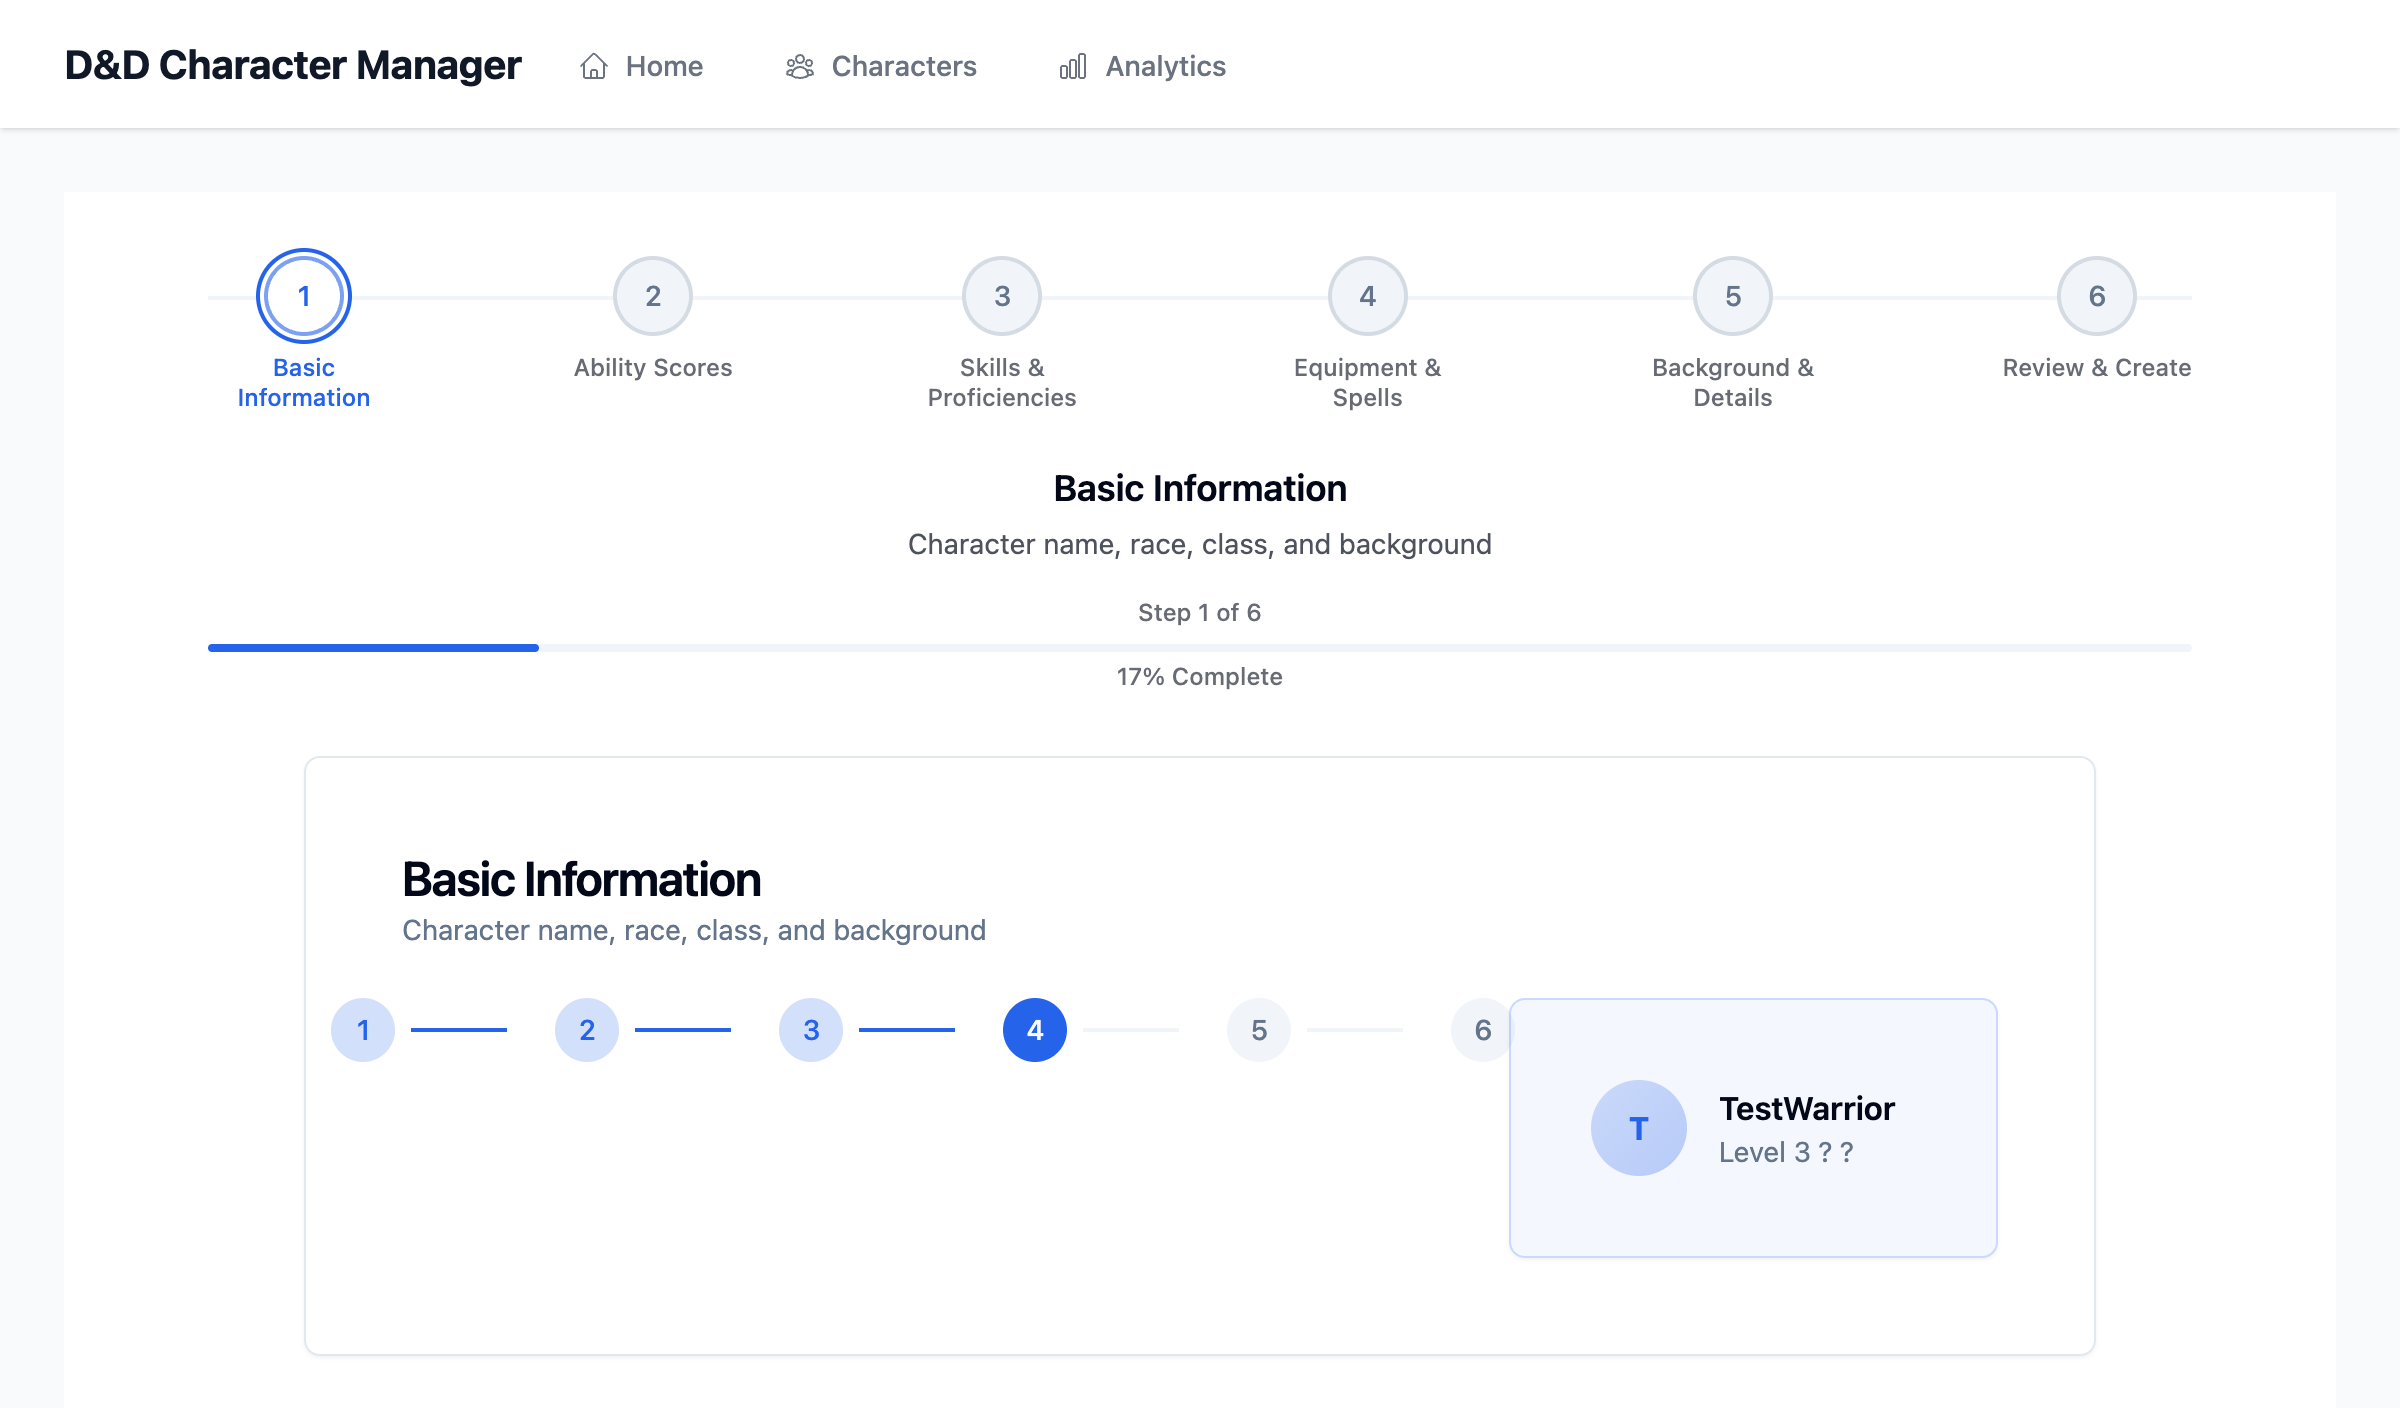 D&D Character Manager
Home
Characters
Analytics
1
2
3
4
5
6
Basic
Information
Ability Scores
Skills &
Proficiencies
Equipment &
Spells
Background &
Details
Review & Create
Basic Information
Character name, race, class, and background
Step 1 of 6
17% Complete
Basic Information
Character name, race, class, and background
1
2
3
4
5
6
T
TestWarrior
Level 3 ? ?